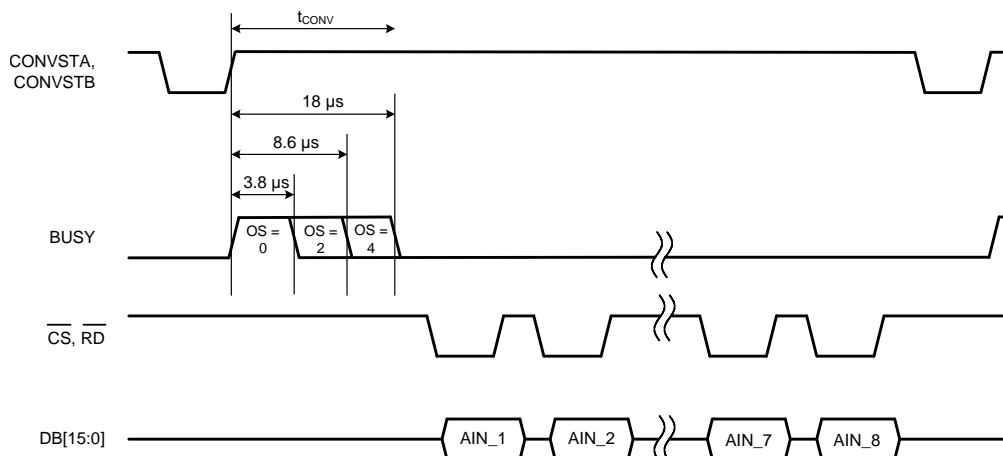 tCONV
CONVSTA,
CONVSTB
18 µs
8.6 µs
3.8 µs
BUSY
OS =
0
OS =
2
OS =
4
CS, RD
DB[15:0]
AIN_1
AIN_2
AIN_7
AIN_8